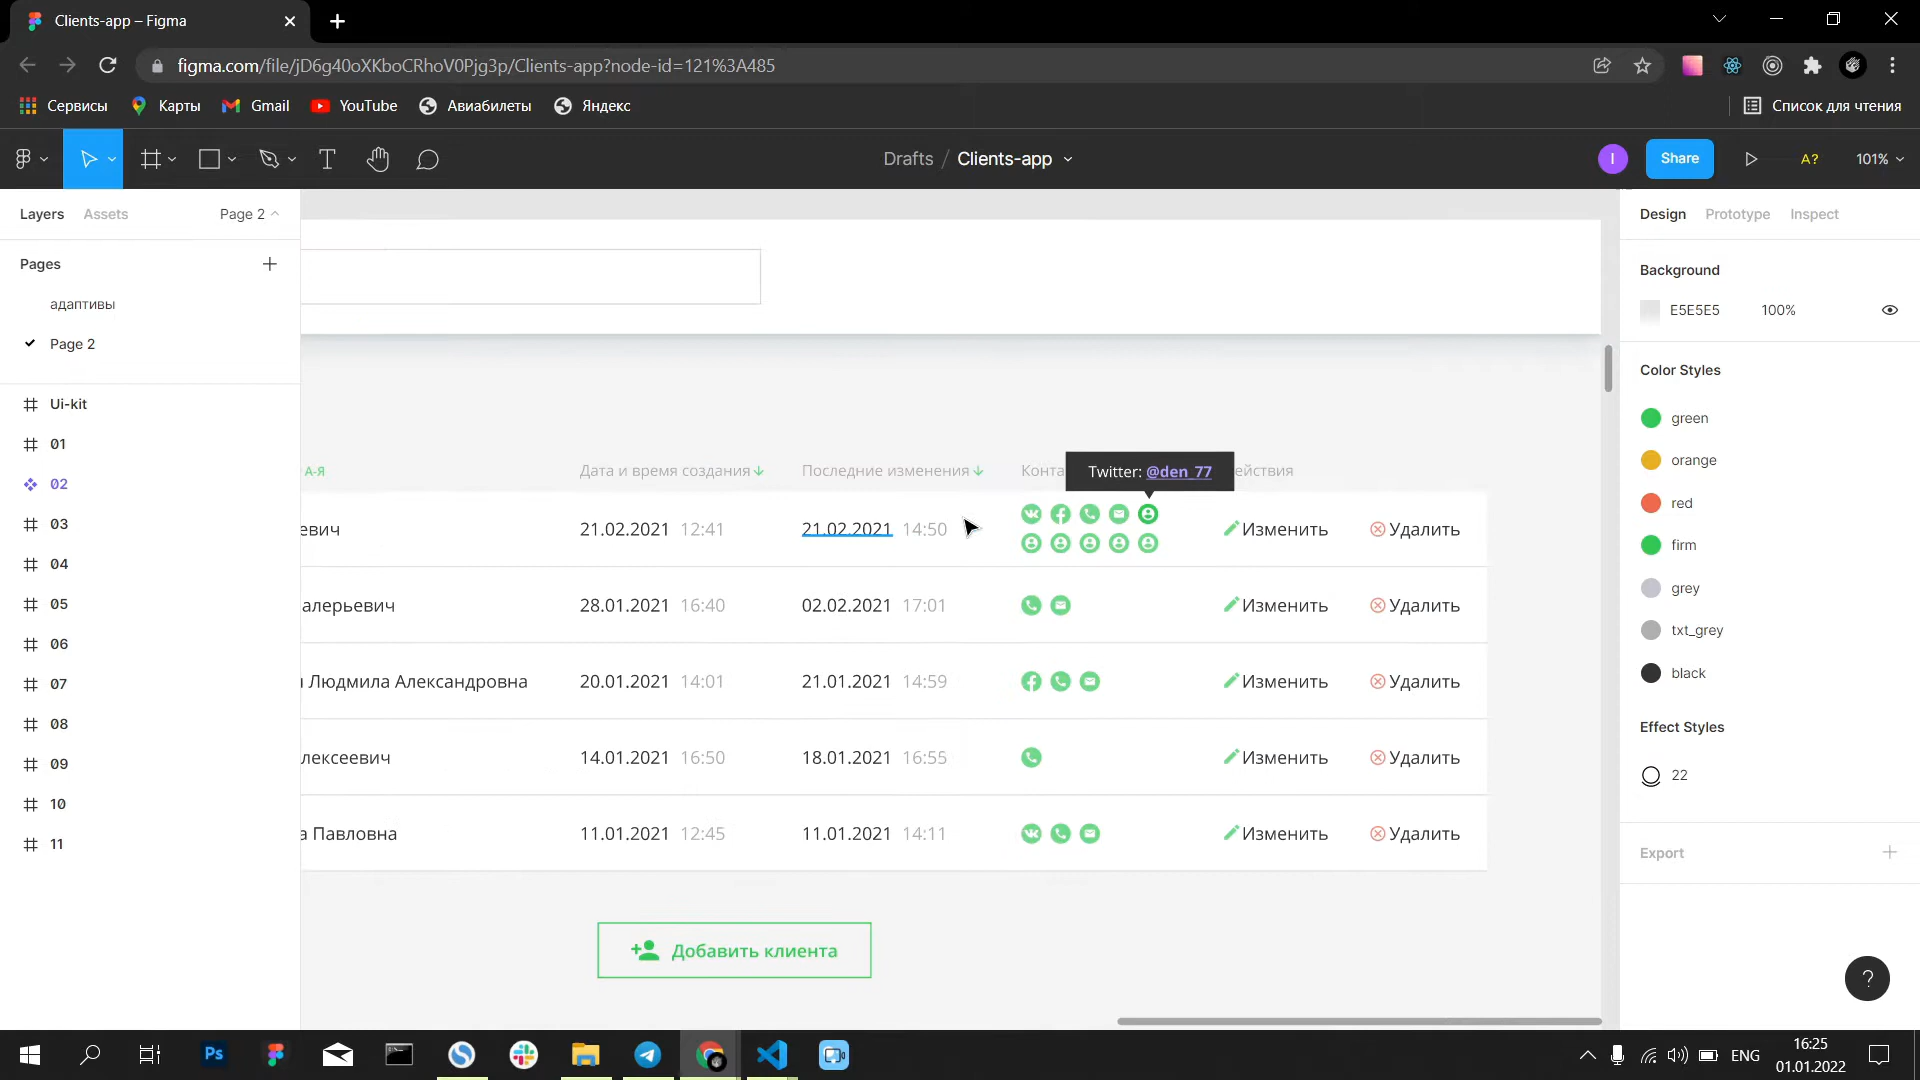 Clients-app – Figma
figma.com/file/jD6g40oXKboCRhoV0Pjg3p/Clients-app?node-id=121%3A485
Сервисы Карты Gmail YouTube Авиабилеты Яндекс Список для чтения
Drafts / Clients-app
I Share A? 101%
Layers Assets Page 2
Pages
адаптивы
Page 2
Ui-kit
01
02
03
04
05
06
07
08
09
10
11
А-Я Дата и время создания Последние изменения Конта ействия
Twitter: @den_77
евич 21.02.2021 12:41 21.02.2021 14:50 Изменить Удалить
алерьевич 28.01.2021 16:40 02.02.2021 17:01 Изменить Удалить
Людмила Александровна 20.01.2021 14:01 21.01.2021 14:59 Изменить Удалить
лексеевич 14.01.2021 16:50 18.01.2021 16:55 Изменить Удалить
а Павловна 11.01.2021 12:45 11.01.2021 14:11 Изменить Удалить
Добавить клиента
Design Prototype Inspect
Background
E5E5E5 100%
Color Styles
green
orange
red
firm
grey
txt_grey
black
Effect Styles
22
Export
?
Ps
ENG
16:25
01.01.2022